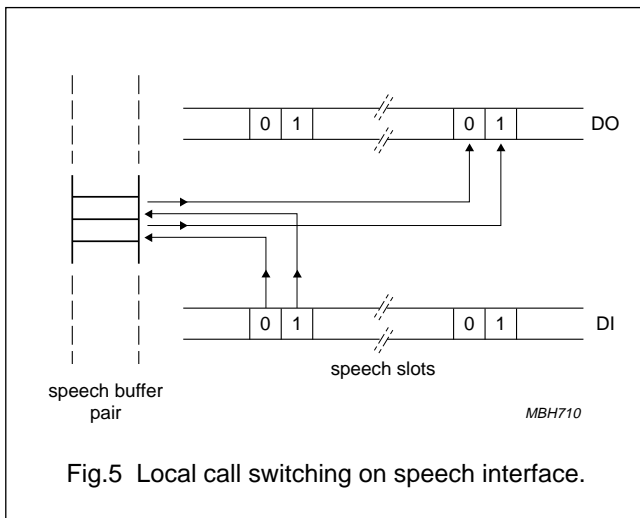 0 1 0 1 DO
0 1 0 1 DI
speech slots
speech buffer
pair
MBH710
Fig.5 Local call switching on speech interface.